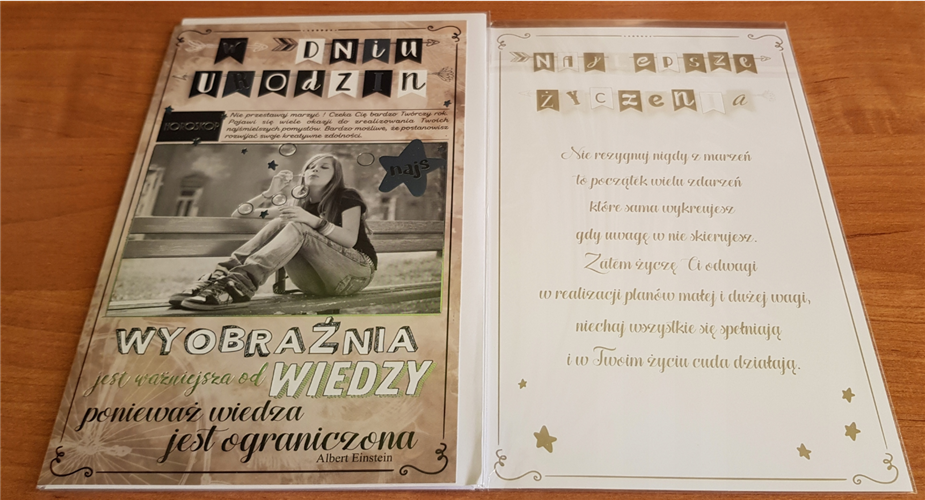 W DNIU
URODZIN
HOROSKOP
Nie przestawaj marzyć ! Czeka Cię bardzo Twórczy rok.
Pojawi się wiele okazji do zrealizowania Twoich
najśmielszych pomysłów. Bardzo możliwe, że postanowisz
rozwijać swoje kreatywne zdolności.
najs
WYOBRAŹNIA
jest ważniejsza od WIEDZY
ponieważ wiedza
jest ograniczona
Albert Einstein
NAJLEPSZE
ŻYCZENIA
Nie rezygnuj nigdy z marzeń
to początek wielu zdarzeń
które sama wykreujesz
gdy uwagę w nie skierujesz.
Zatem życzę Ci odwagi
w realizacji planów małej i dużej wagi,
niechaj wszystkie się spełniają
i w Twoim życiu cuda działają.